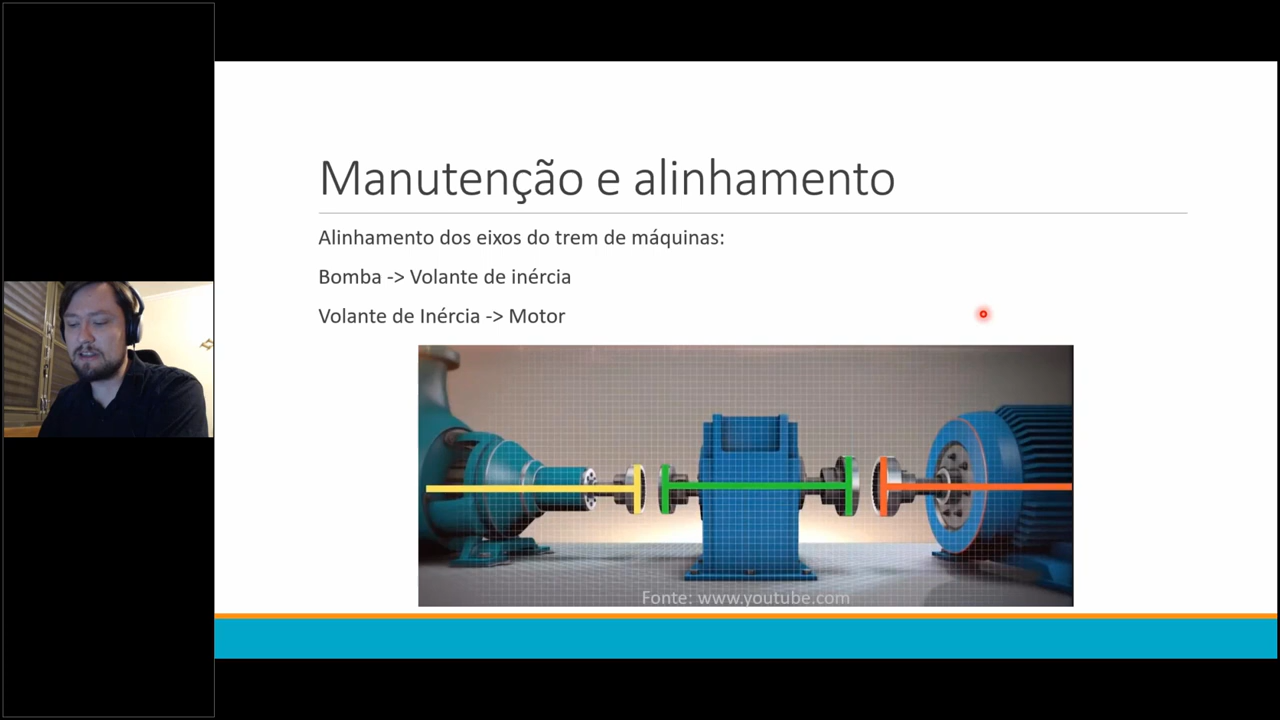 Manutenção e alinhamento
Alinhamento dos eixos do trem de máquinas:
Bomba -> Volante de inércia
Volante de Inércia -> Motor
Fonte: www.youtube.com